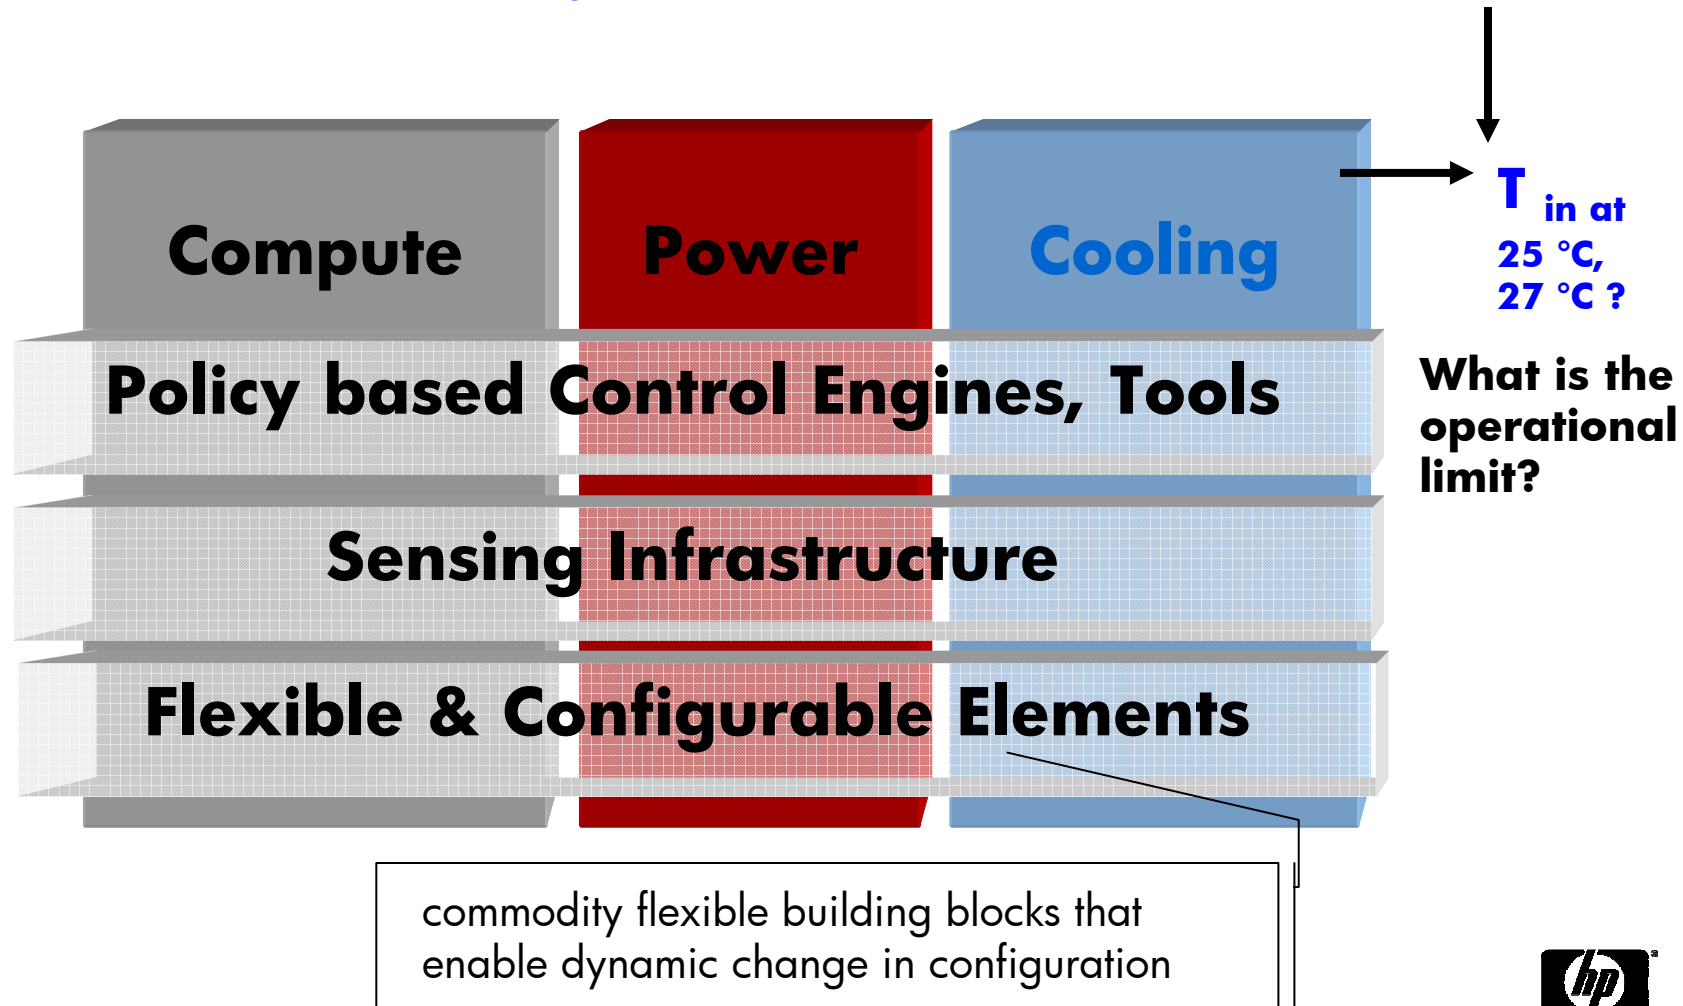 Compute
Power
Cooling
T in at
25 °C,
27 °C ?
Policy based Control Engines, Tools
What is the
operational
limit?
Sensing Infrastructure
Flexible & Configurable Elements
commodity flexible building blocks that
enable dynamic change in configuration
hp